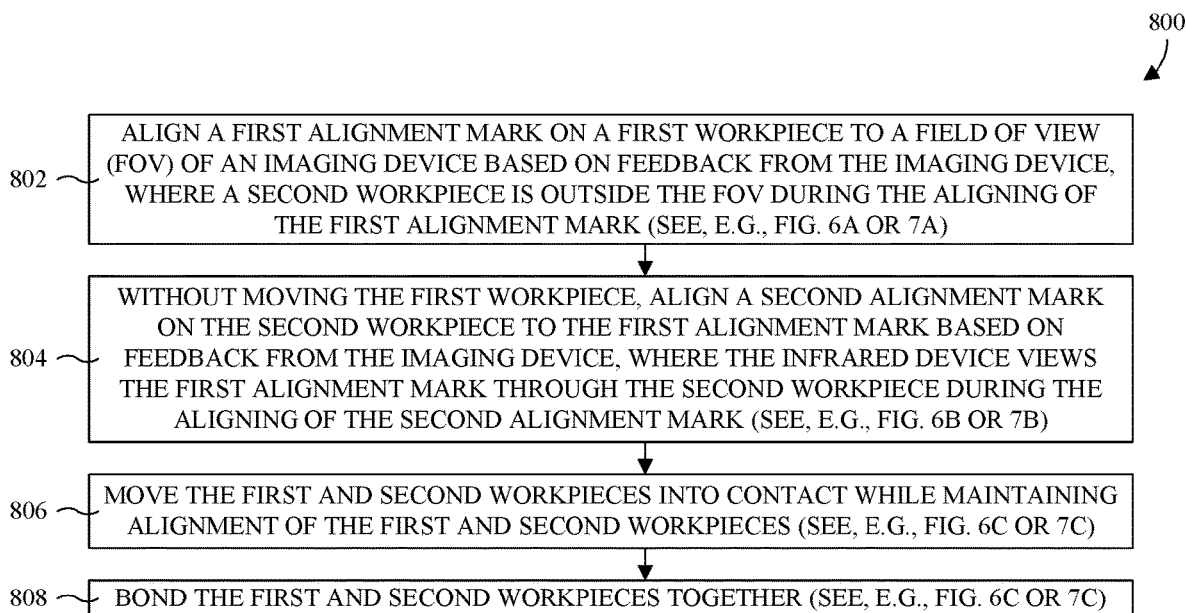 800
802
ALIGN A FIRST ALIGNMENT MARK ON A FIRST WORKPIECE TO A FIELD OF VIEW
(FOV) OF AN IMAGING DEVICE BASED ON FEEDBACK FROM THE IMAGING DEVICE,
WHERE A SECOND WORKPIECE IS OUTSIDE THE FOV DURING THE ALIGNING OF
THE FIRST ALIGNMENT MARK (SEE, E.G., FIG. 6A OR 7A)
804
WITHOUT MOVING THE FIRST WORKPIECE, ALIGN A SECOND ALIGNMENT MARK
ON THE SECOND WORKPIECE TO THE FIRST ALIGNMENT MARK BASED ON
FEEDBACK FROM THE IMAGING DEVICE, WHERE THE INFRARED DEVICE VIEWS
THE FIRST ALIGNMENT MARK THROUGH THE SECOND WORKPIECE DURING THE
ALIGNING OF THE SECOND ALIGNMENT MARK (SEE, E.G., FIG. 6B OR 7B)
806
MOVE THE FIRST AND SECOND WORKPIECES INTO CONTACT WHILE MAINTAINING
ALIGNMENT OF THE FIRST AND SECOND WORKPIECES (SEE, E.G., FIG. 6C OR 7C)
808
BOND THE FIRST AND SECOND WORKPIECES TOGETHER (SEE, E.G., FIG. 6C OR 7C)